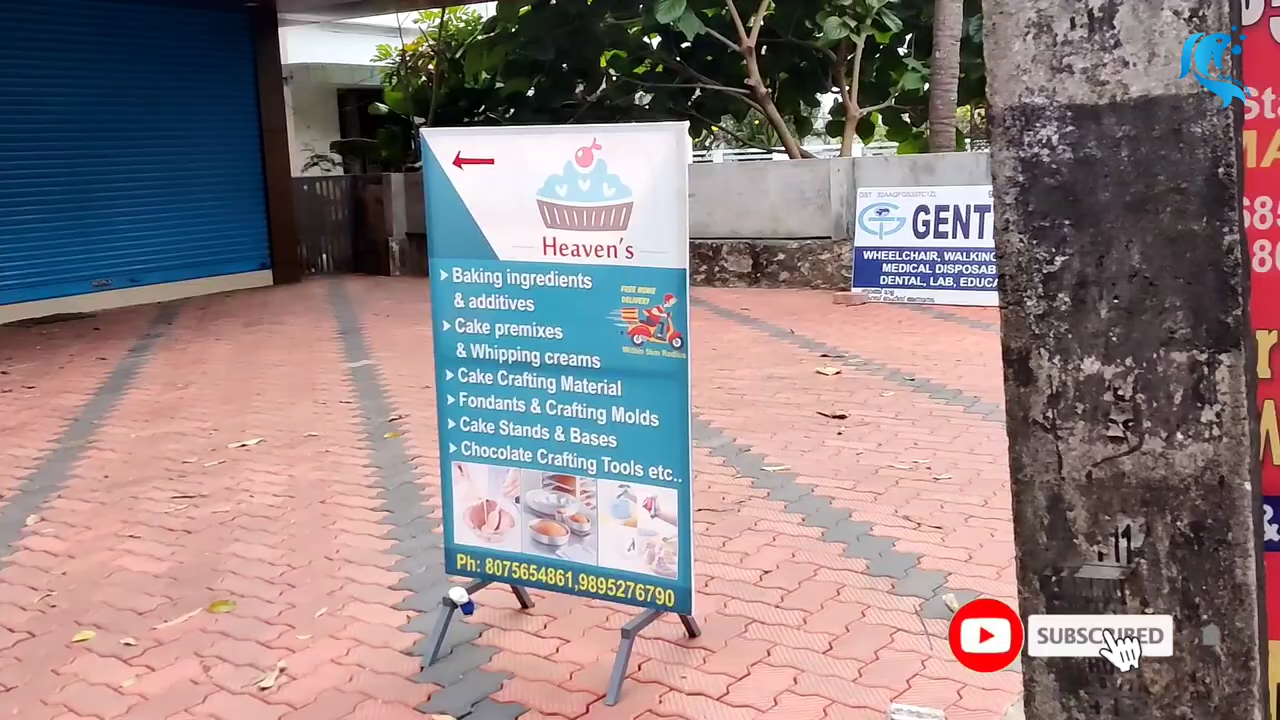 Heaven's
Baking ingredients
& additives
Cake premixes
& Whipping creams
Cake Crafting Material
Fondants & Crafting Molds
Cake Stands & Bases
Chocolate Crafting Tools etc..
FREE HOME
DELIVERY
Within 5km Radius
Ph: 8075654861,9895276790
GENT
WHEELCHAIR, WALKING
MEDICAL DISPOSAB
DENTAL, LAB, EDUCA
11
SUBSCRIBED